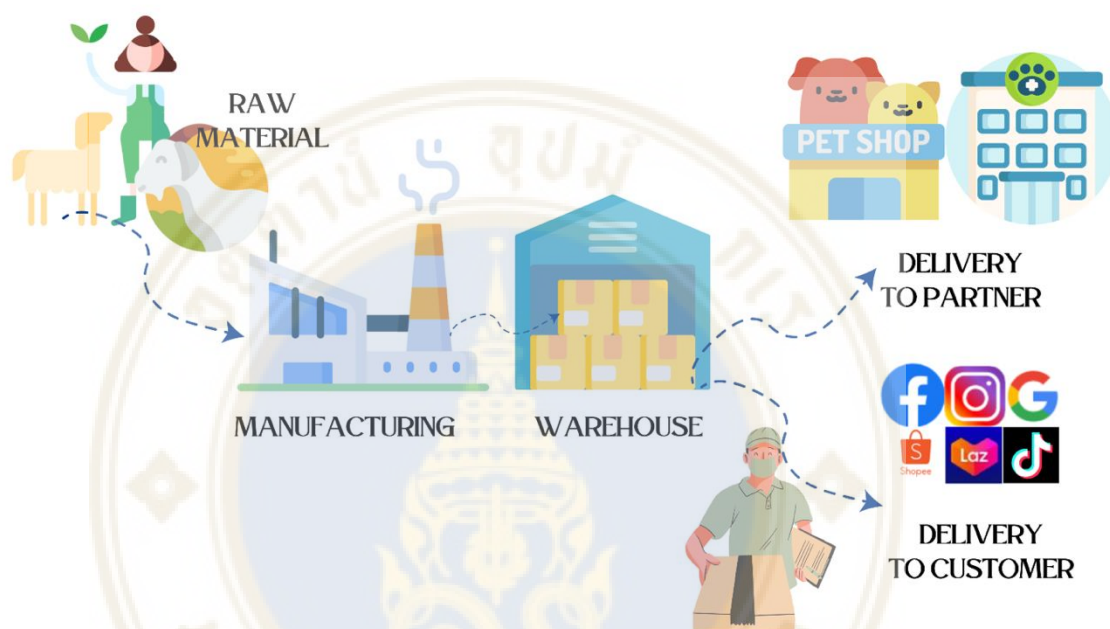 RAW
MATERIAL
PET SHOP
DELIVERY
TO PARTNER
MANUFACTURING
WAREHOUSE
S
Shopee
Laz
DELIVERY
TO CUSTOMER